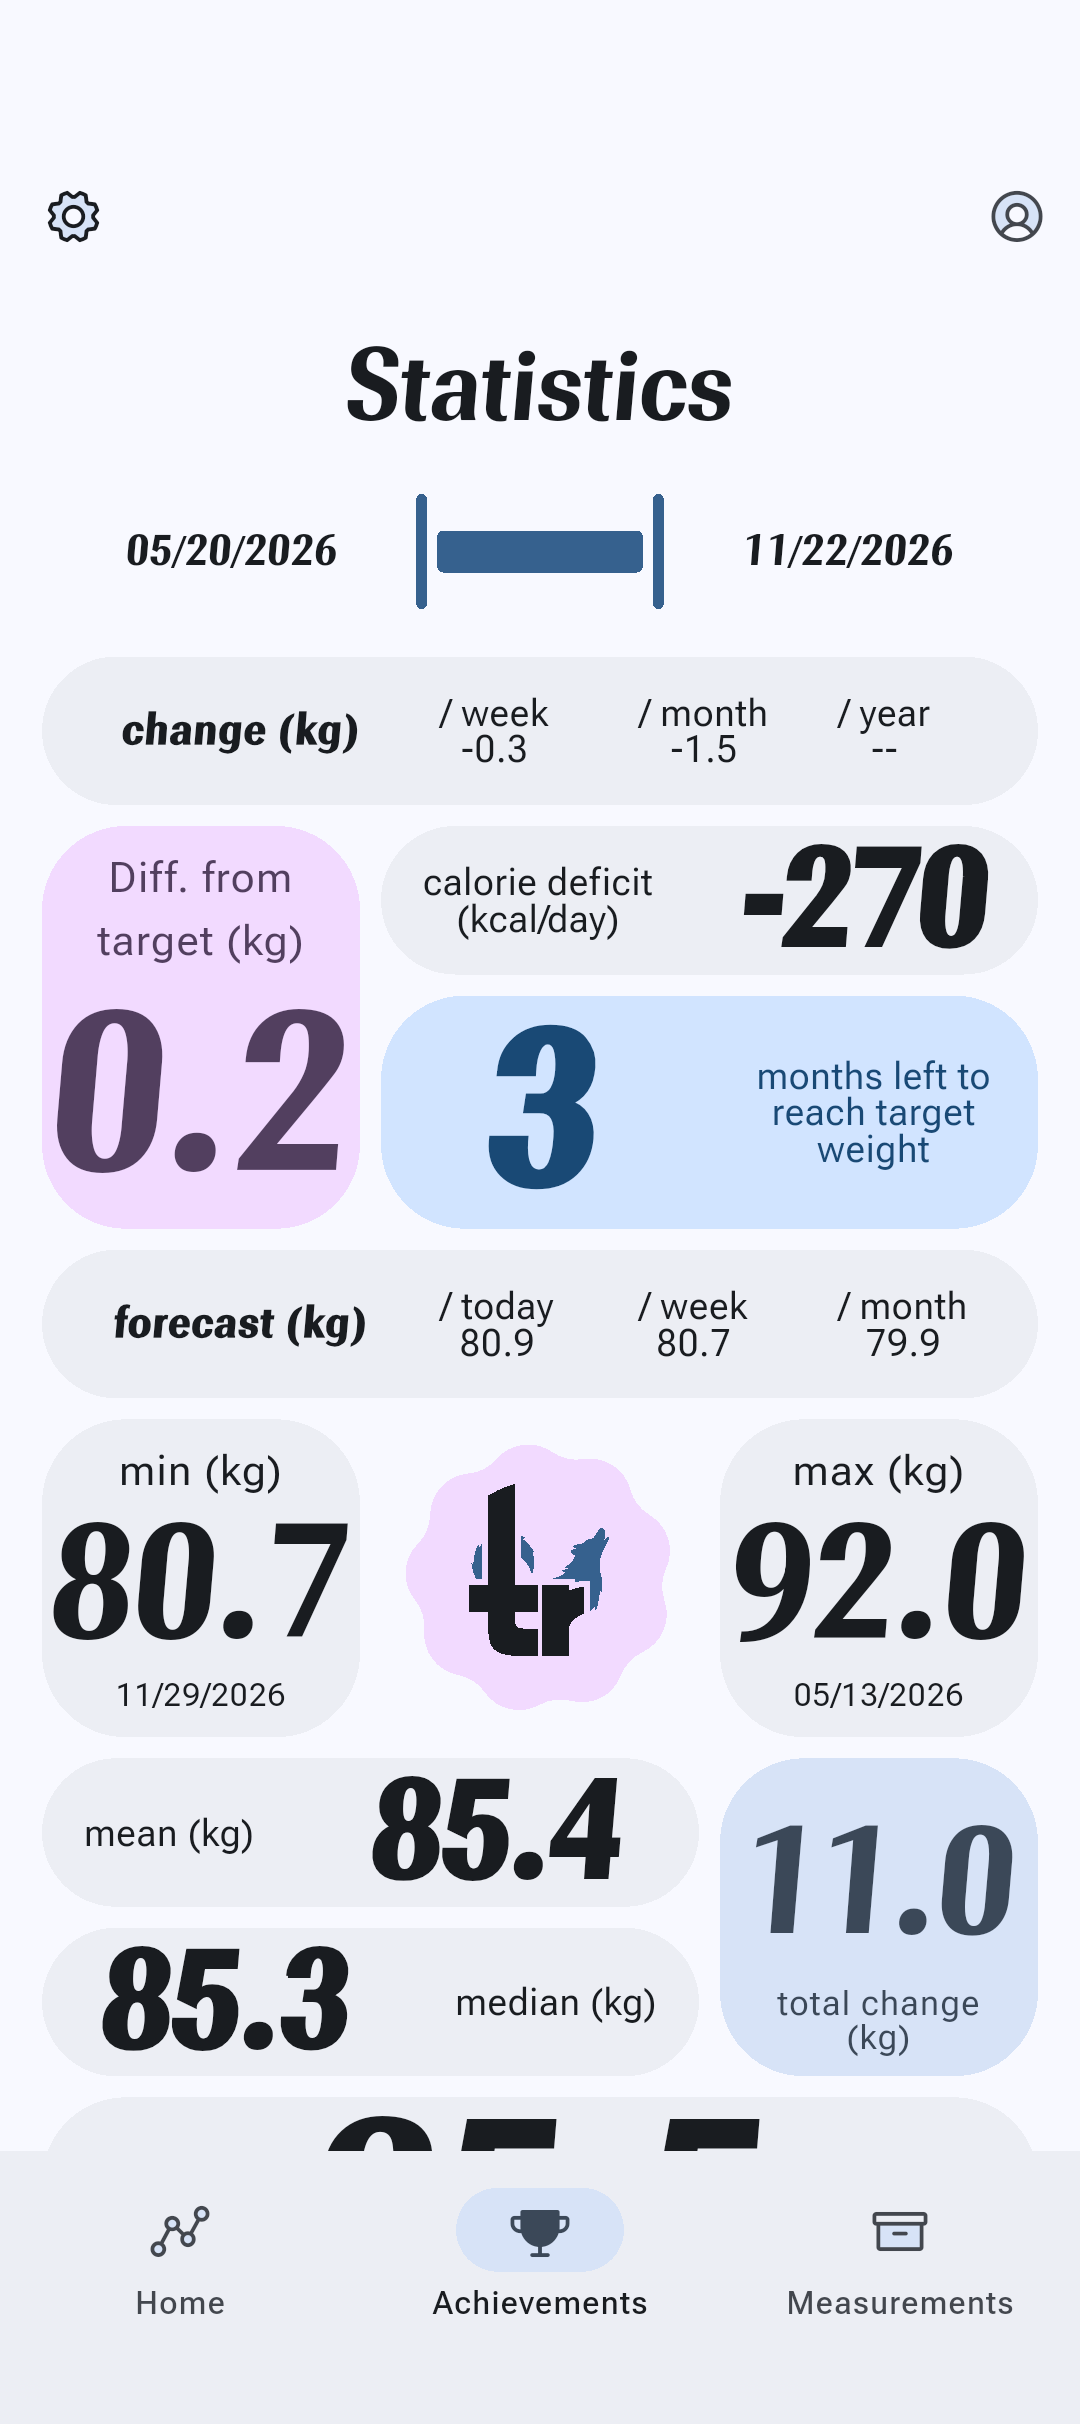 Statistics
05/20/2026
11/22/2026
change (kg)
/ week
-0.3
/ month
-1.5
/ year
--
Diff. from
target (kg)
0.2
calorie deficit
(kcal/day)
-270
3
months left to
reach target
weight
forecast (kg)
/ today
80.9
/ week
80.7
/ month
79.9
min (kg)
80.7
11/29/2026
tr
max (kg)
92.0
05/13/2026
mean (kg)
85.4
85.3
median (kg)
11.0
total change
(kg)
Home
Achievements
Measurements